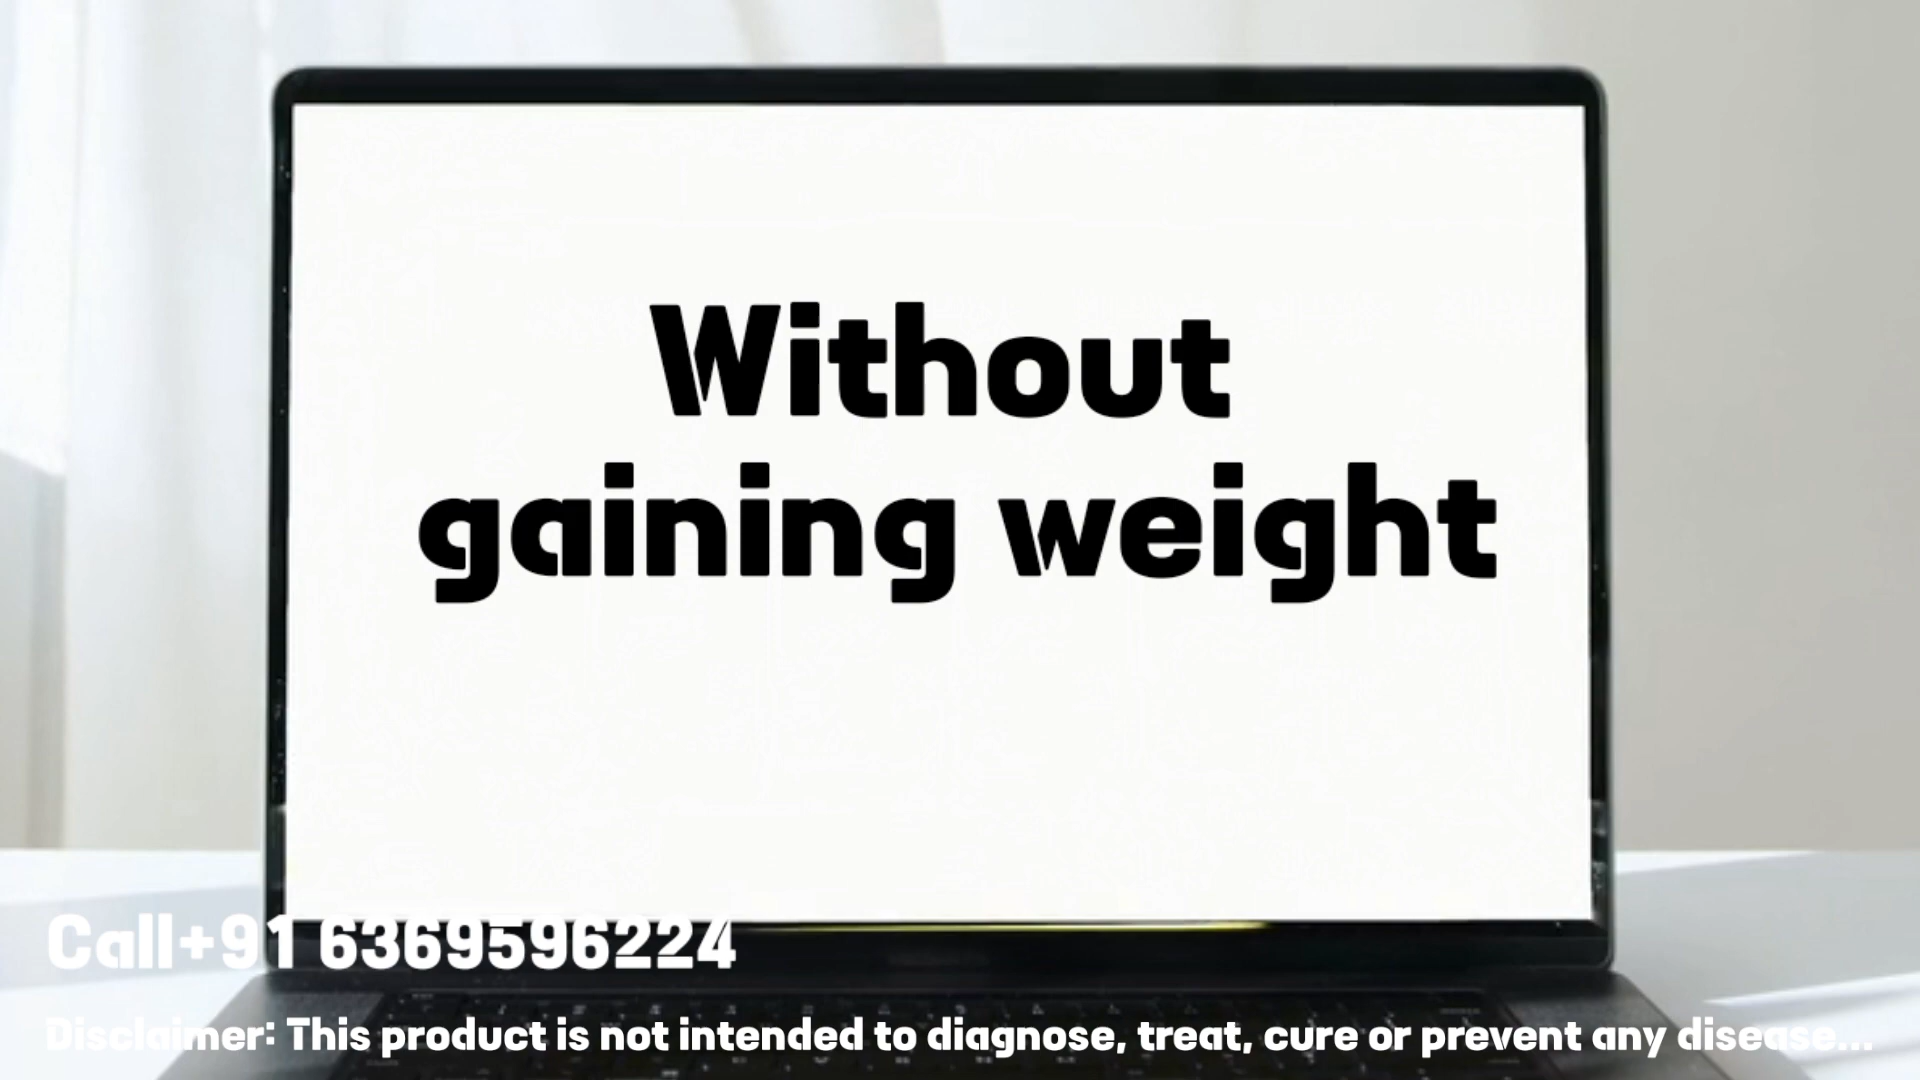 Without
gaining weight
Call+91 6369596224
Disclaimer: This product is not intended to diagnose, treat, cure or prevent any disease...